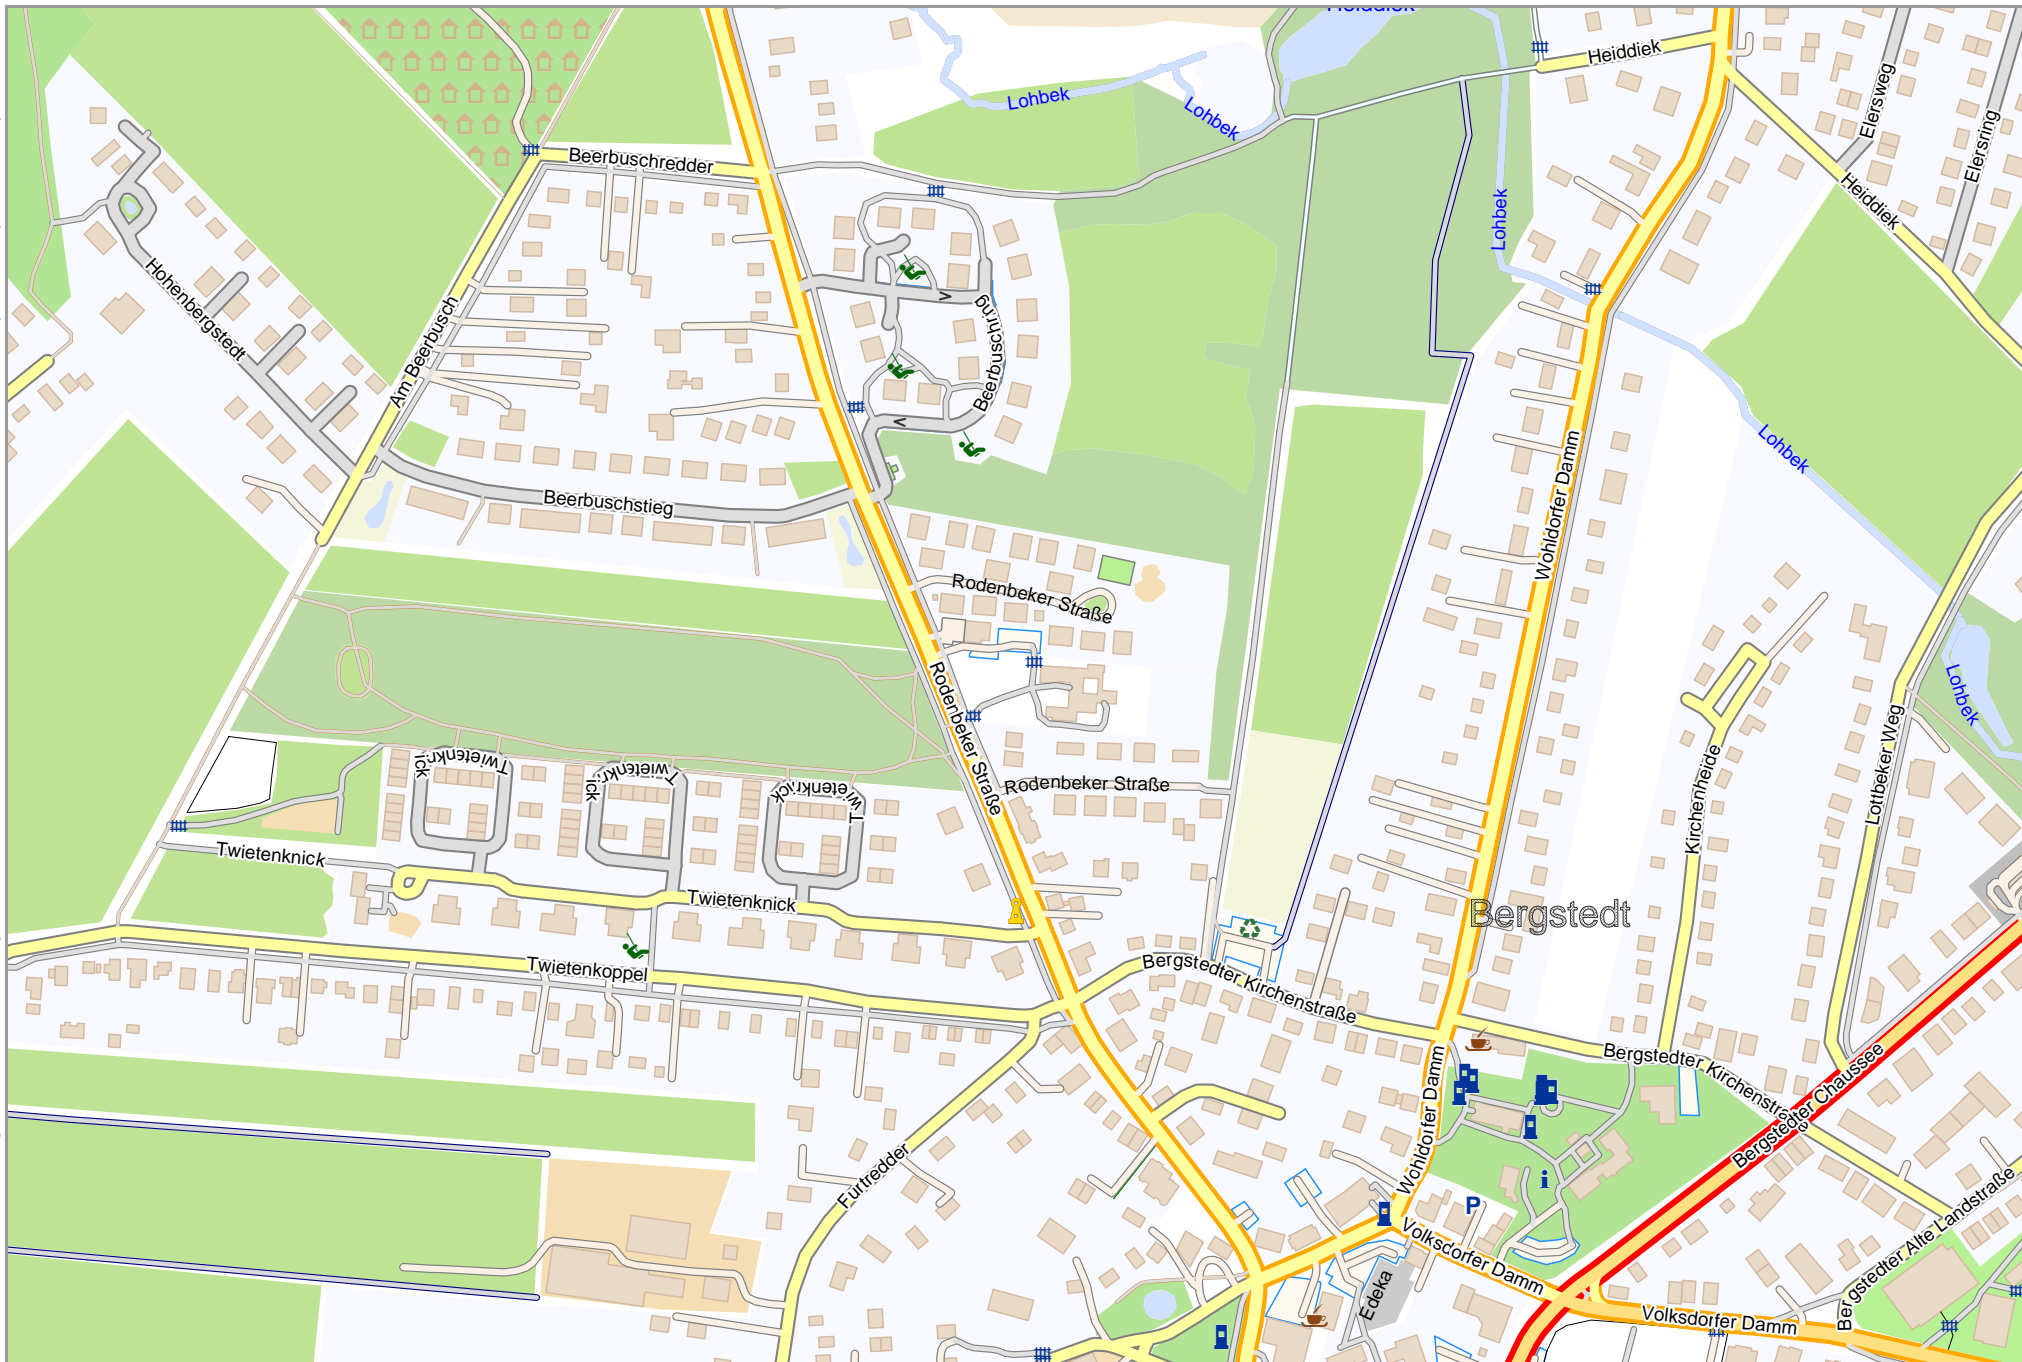 Heiddiek
Heiddiek
Elersweg
Elersring
Lohbek
Lohbek
Beerbuschredder
Heiddiek
Lohbek
Hohenbergstedt
Am Beerbusch
Beerbuschring
Wohldorfer Damm
Lohbek
Beerbuschstieg
Rodenbeker Straße
Rodenbeker Straße
Lohbek
Twietenknick
Twietenknick
Twietenknick
Rodenbeker Straße
Kirchenheide
Lottbeker Weg
Twietenknick
Twietenknick
Bergstedt
Twietenkoppel
Bergstedter Kirchenstraße
Bergstedter Kirchenstraße
Wohldorfer Damm
Bergstedter Chaussee
Furtredder
P
i
Volksdorfer Damm
Bergstedter Alte Landstraße
Edeka
Volksdorfer Damm